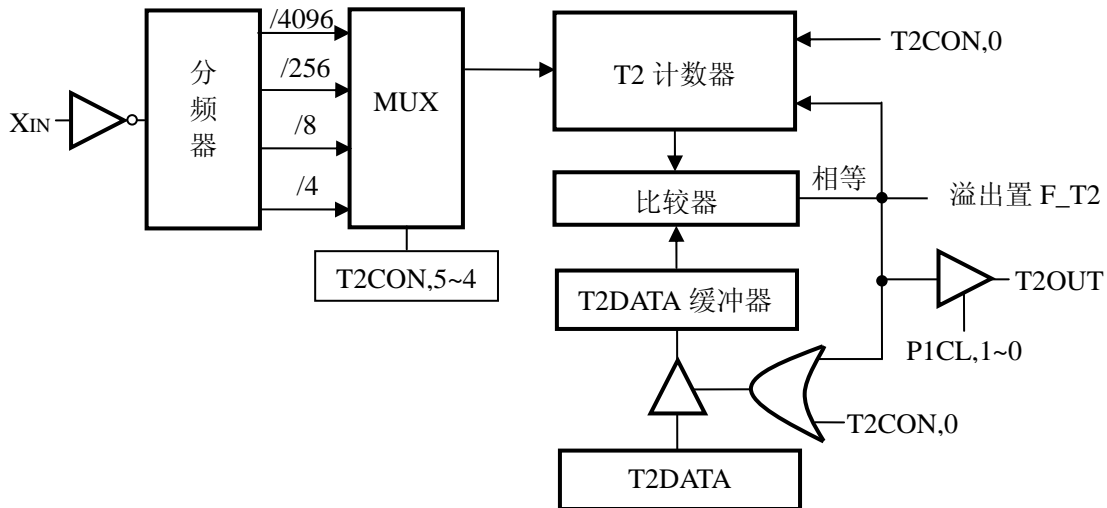 /4096
T2CON,0
分频器
/256
T2 计数器
MUX
XIN
/8
/4
相等
比较器
溢出置 F_T2
T2CON,5~4
T2DATA 缓冲器
T2OUT
P1CL,1~0
T2CON,0
T2DATA